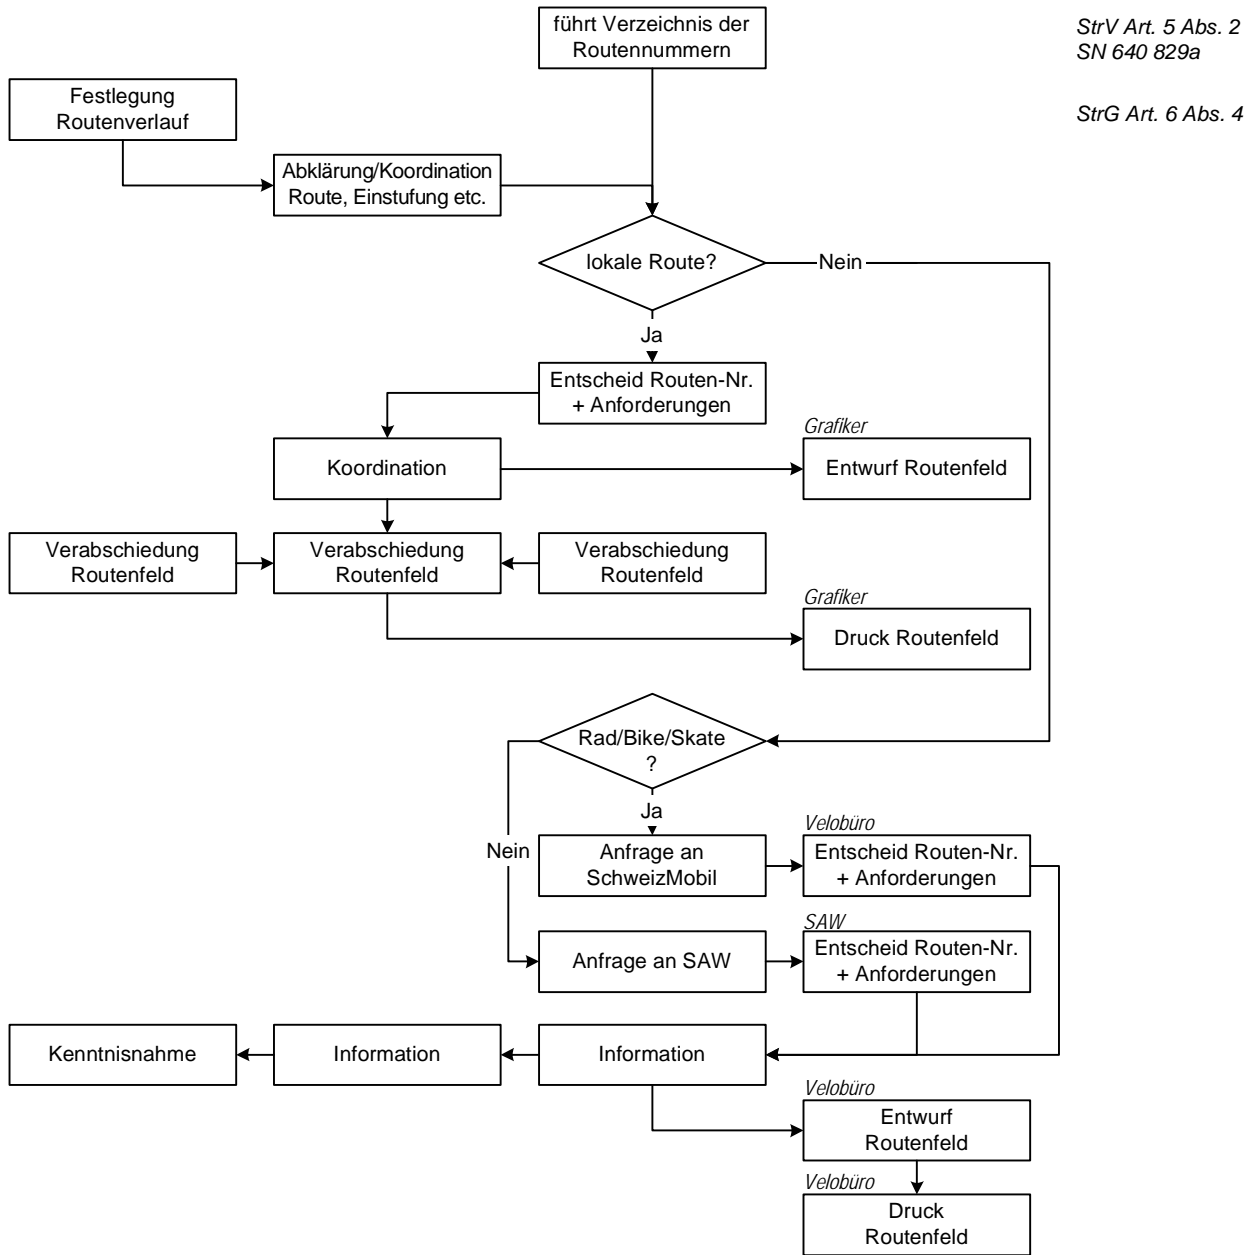 führt Verzeichnis der
Routennummern
StrV Art. 5 Abs. 2
SN 640 829a
Festlegung
Routenverlauf
StrG Art. 6 Abs. 4
Abklärung/Koordination
Route, Einstufung etc.
lokale Route?
Nein
Ja
Entscheid Routen-Nr.
+ Anforderungen
Grafiker
Koordination
Entwurf Routenfeld
Verabschiedung
Routenfeld
Verabschiedung
Routenfeld
Verabschiedung
Routenfeld
Grafiker
Druck Routenfeld
Rad/Bike/Skate
?
Ja
Nein
Anfrage an
SchweizMobil
Velobüro
Entscheid Routen-Nr.
+ Anforderungen
SAW
Anfrage an SAW
Entscheid Routen-Nr.
+ Anforderungen
Kenntnisnahme
Information
Information
Velobüro
Entwurf
Routenfeld
Velobüro
Druck
Routenfeld